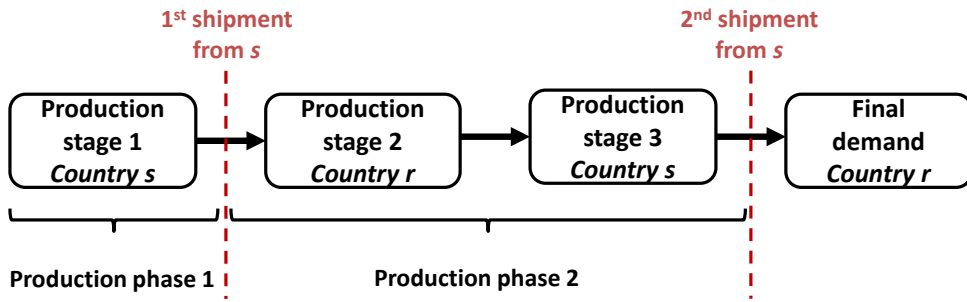 1st shipment
from s
2nd shipment
from s
Production
stage 1
Country s
Production
stage 2
Country r
Production
stage 3
Country s
Final
demand
Country r
Production phase 1
Production phase 2